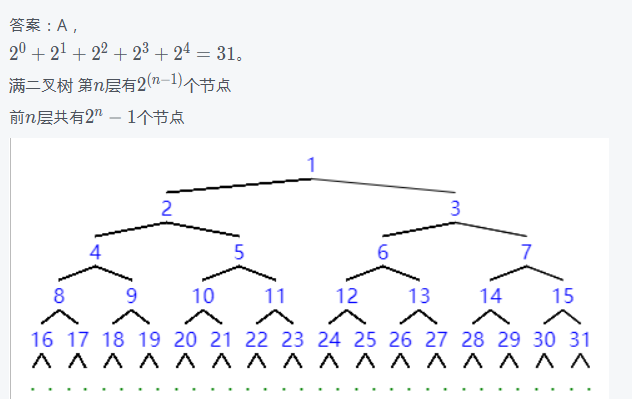 答案：A，
2^0 + 2^1 + 2^2 + 2^3 + 2^4 = 31。
满二叉树 第n层有2^(n−1)个节点
前n层共有2^n − 1个节点
1
2 3
4 5 6 7
8 9 10 11 12 13 14 15
16 17 18 19 20 21 22 23 24 25 26 27 28 29 30 31